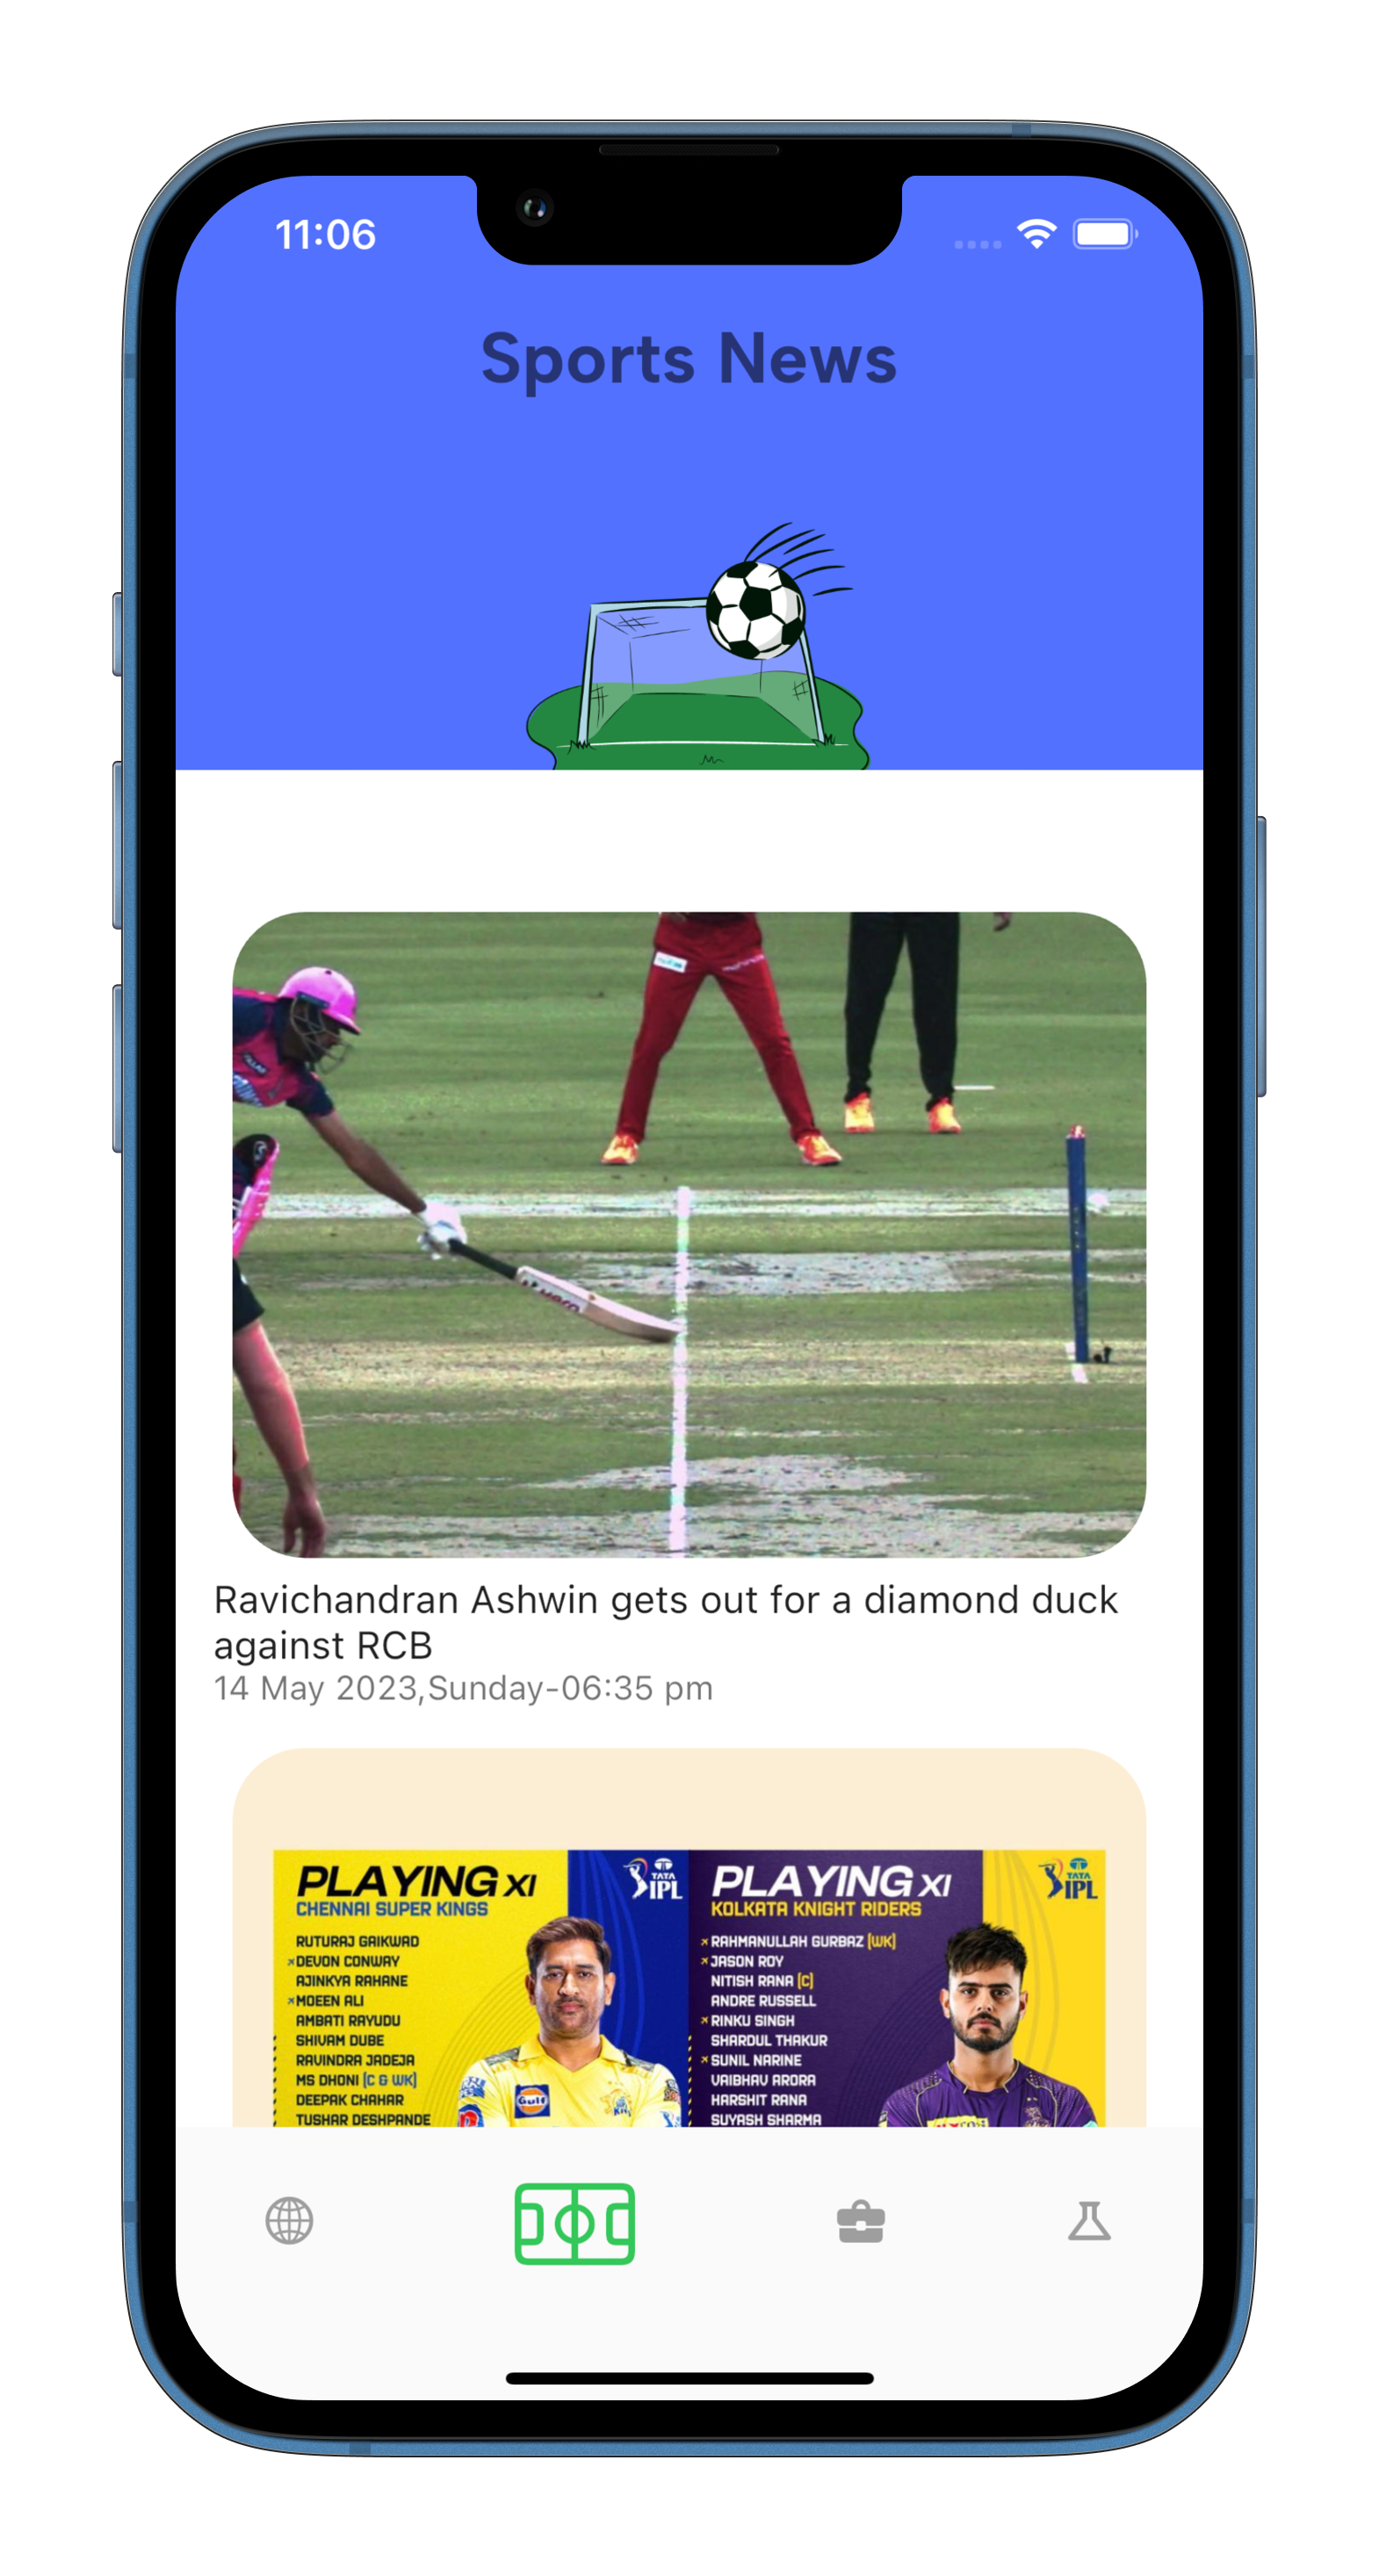 11:06
Sports News
Ravichandran Ashwin gets out for a diamond duck
against RCB
14 May 2023,Sunday-06:35 pm
PLAYING XI
CHENNAI SUPER KINGS
TATA
IPL
RUTURAJ GAIKWAD
DEVON CONWAY
AJINKYA RAHANE
MOEEN ALI
AMBATI RAYUDU
SHIVAM DUBE
RAVINDRA JADEJA
MS DHONI (C & WK)
DEEPAK CHAHAR
TUSHAR DESHPANDE
Gulf
PLAYING XI
KOLKATA KNIGHT RIDERS
TATA
IPL
RAHMANULLAH GURBAZ (WK)
JASON ROY
NITISH RANA (C)
ANDRE RUSSELL
RINKU SINGH
SHARDUL THAKUR
SUNIL NARINE
VAIBHAV ARORA
HARSHIT RANA
SUYASH SHARMA